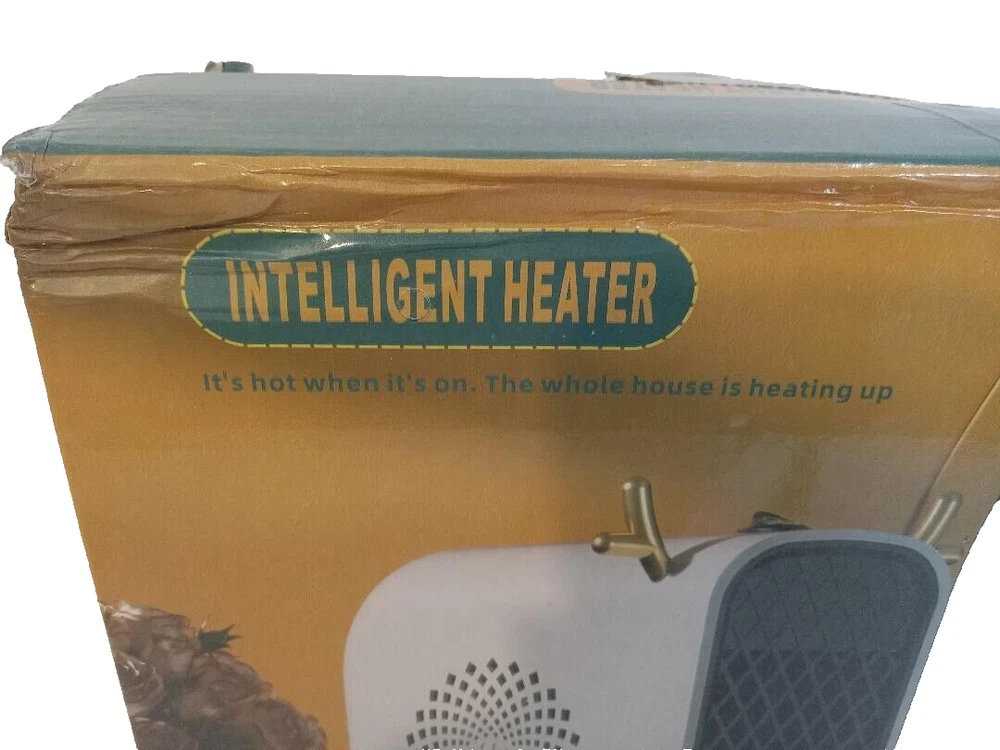 INTELLIGENT HEATER
It's hot when it's on. The whole house is heating up